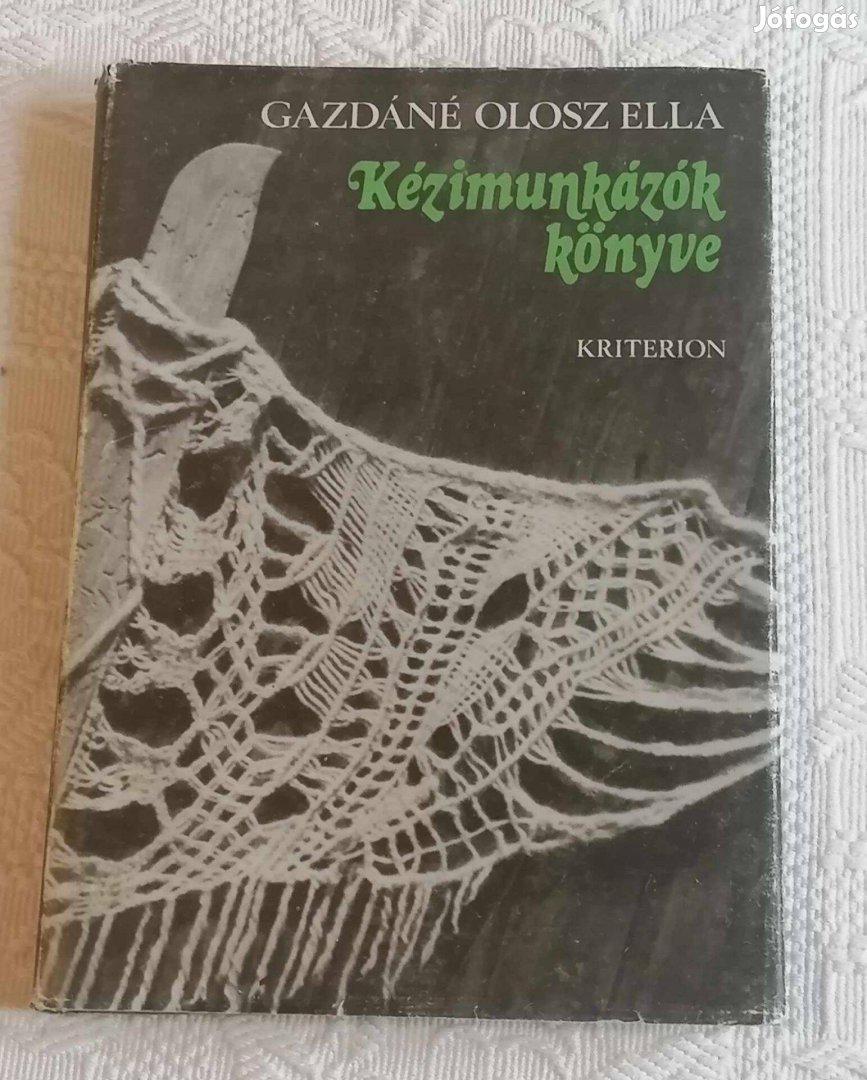 Jófogás
GAZDÁNÉ OLOSZ ELLA
Kézimunkázók
könyve
KRITERION